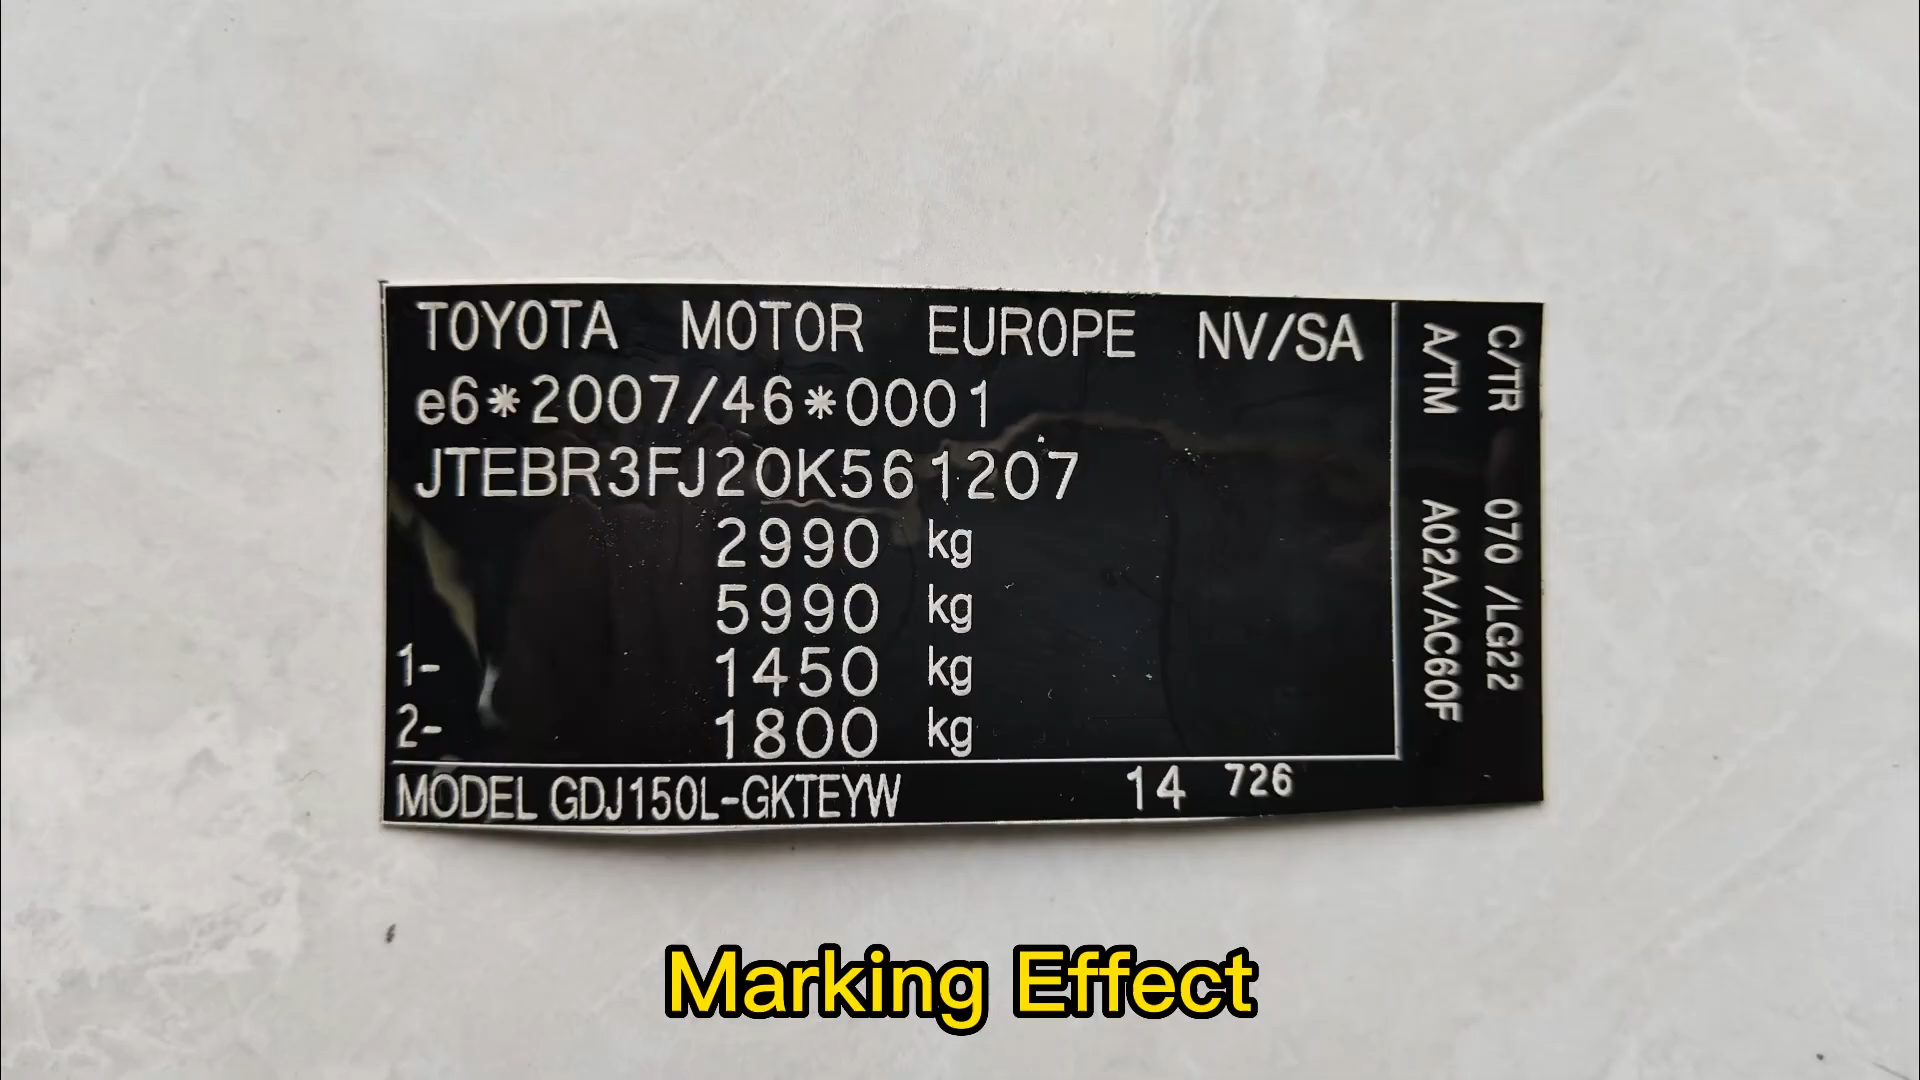 TOYOTA MOTOR EUROPE NV/SA
e6*2007/46*0001
JTEBR3FJ20K561207
2990 kg
5990 kg
1- 1450 kg
2- 1800 kg
MODEL GDJ150L-GKTEYW 14 726
C/TR 070 /LG22
A/TM A02A/AC60F
Marking Effect